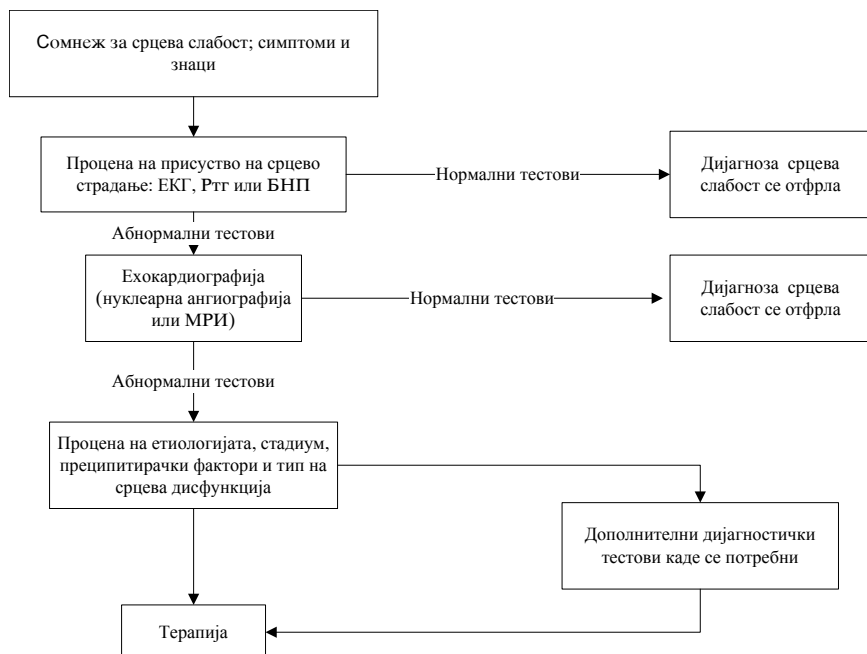 Сомнеж за срцева слабост; симптоми и
знаци
Процена на присуство на срцево
страдање: ЕКГ, Ртг или БНП
Нормални тестови
Дијагноза срцева
слабост се отфрла
Абнормални тестови
Ехокардиографија
(нуклеарна ангиографија
или МРИ)
Нормални тестови
Дијагноза срцева
слабост се отфрла
Абнормални тестови
Процена на етиологијата, стадиум,
преципитирачки фактори и тип на
срцева дисфункција
Дополнителни дијагностички
тестови каде се потребни
Терапија